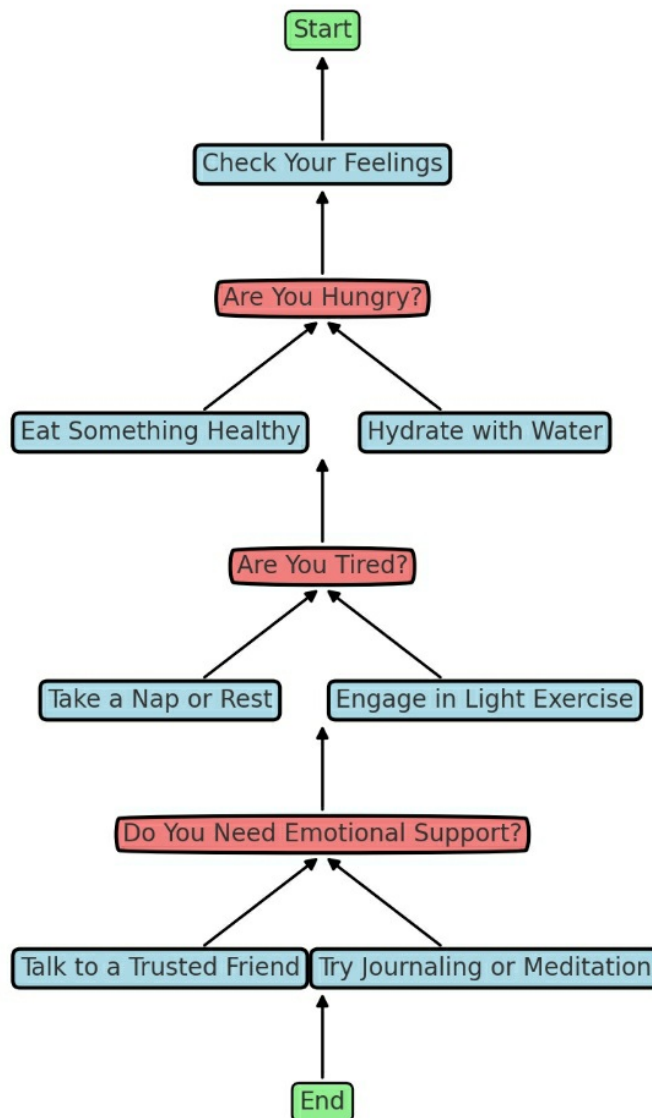 Start
Check Your Feelings
Are You Hungry?
Eat Something Healthy
Hydrate with Water
Are You Tired?
Take a Nap or Rest
Engage in Light Exercise
Do You Need Emotional Support?
Talk to a Trusted Friend
Try Journaling or Meditation
End